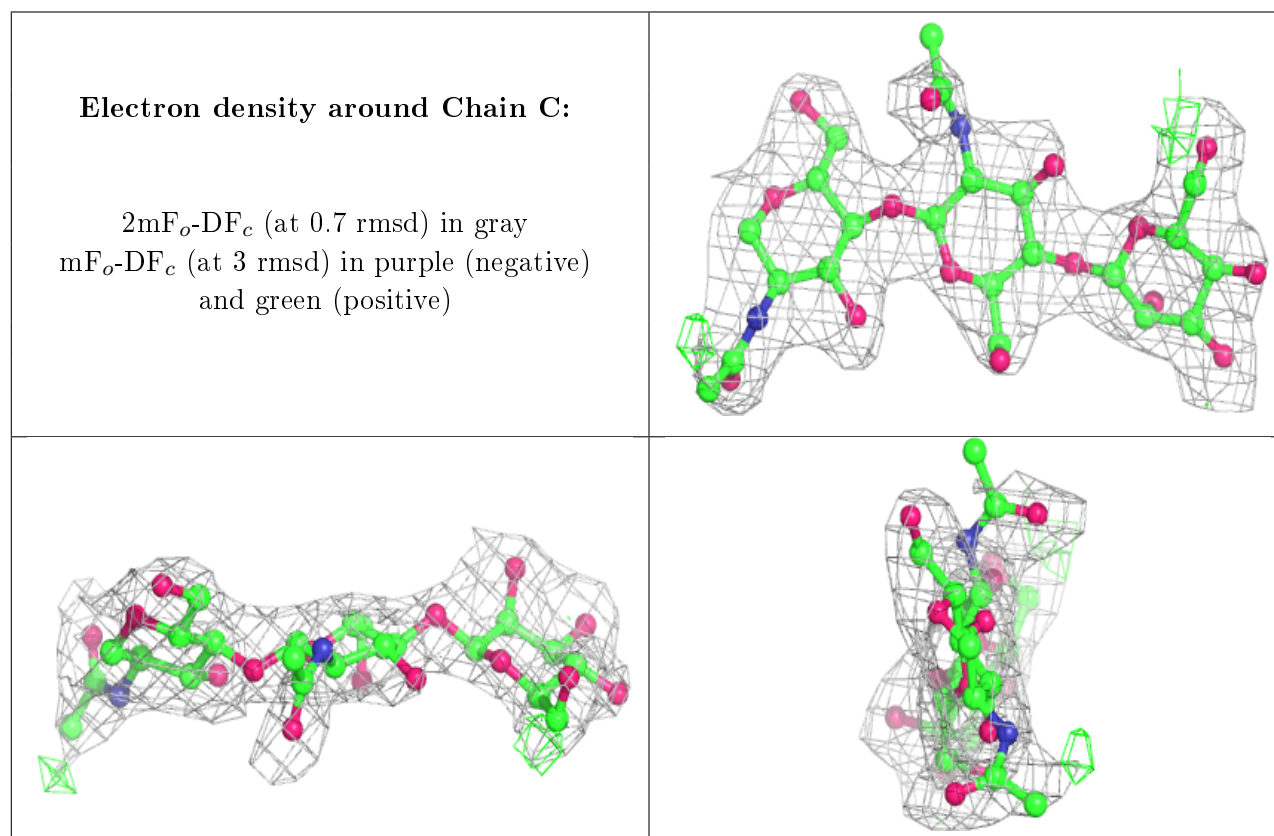 Electron density around Chain C:
2mFo-DFc (at 0.7 rmsd) in gray
mFo-DFc (at 3 rmsd) in purple (negative)
and green (positive)